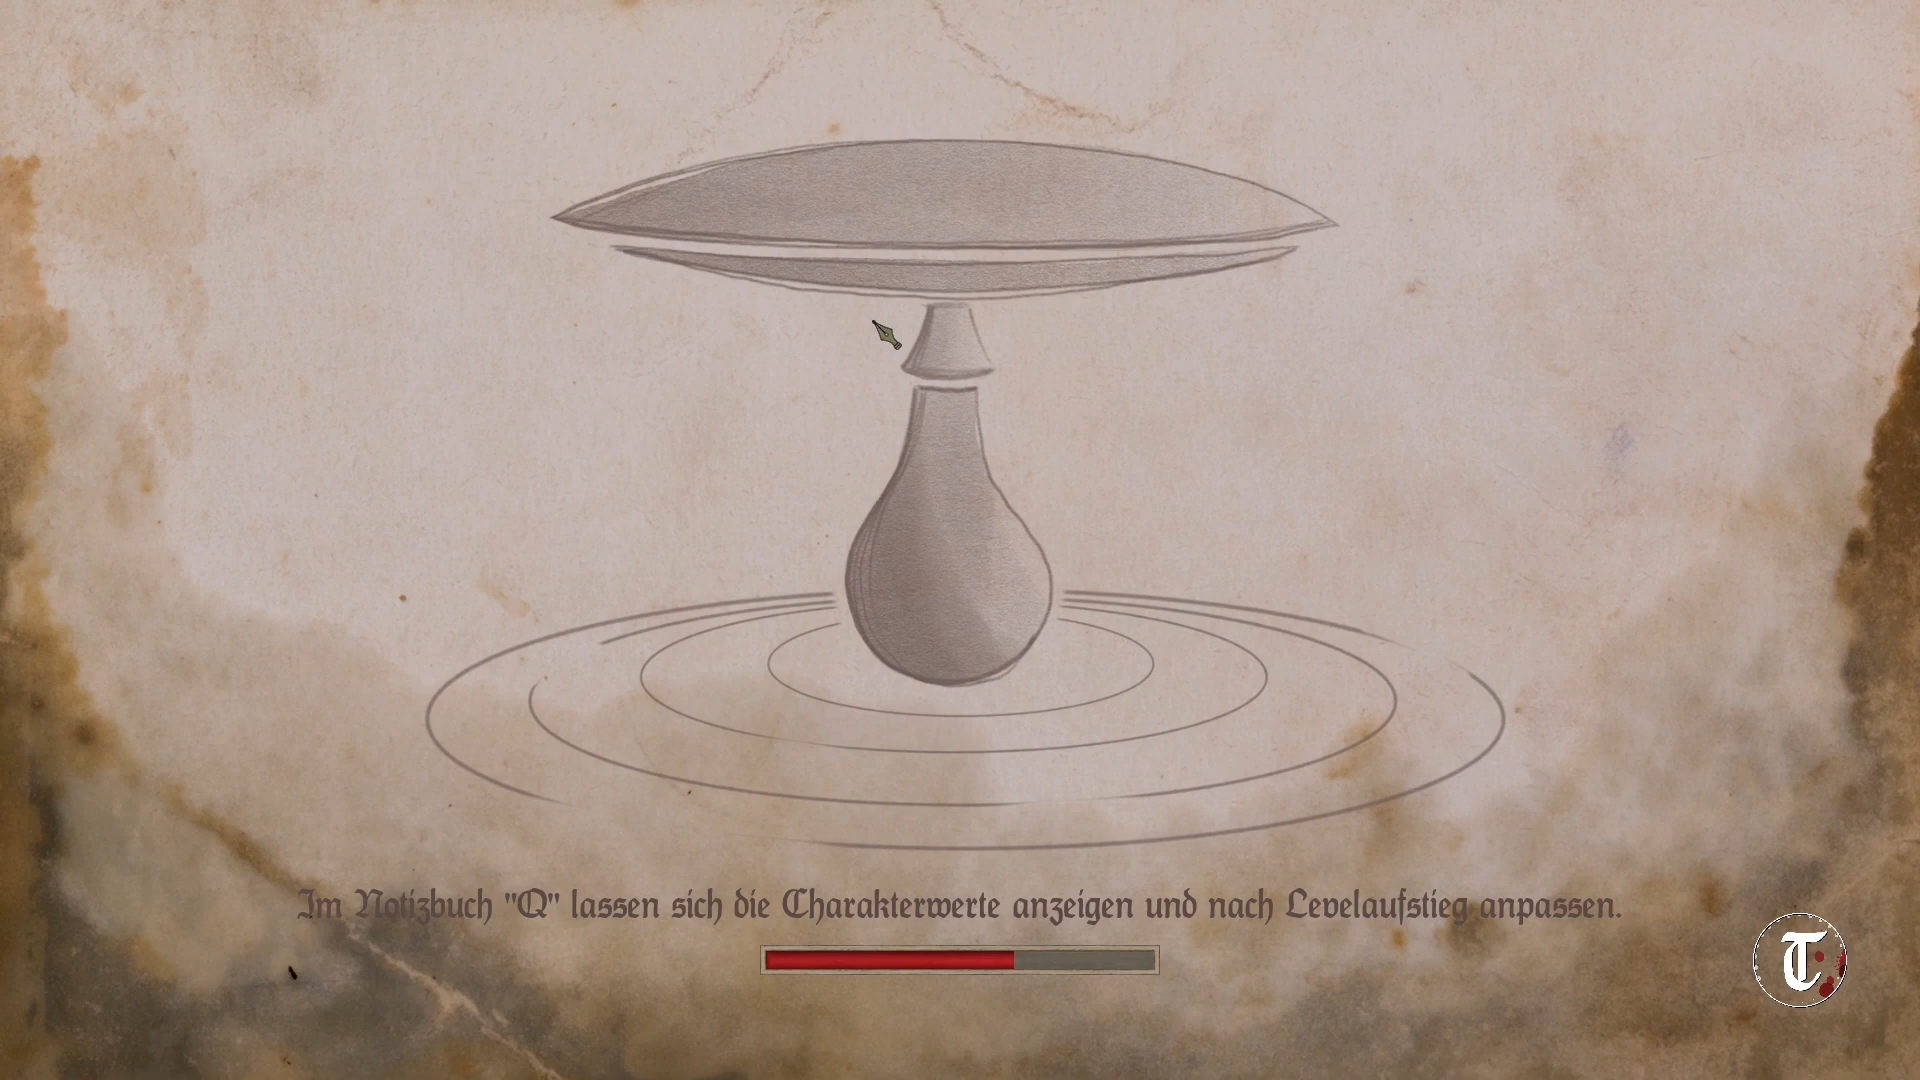 Im Notizbuch "Q" lassen sich die Charakterwerte anzeigen und nach Levelaufstieg anpassen.
T